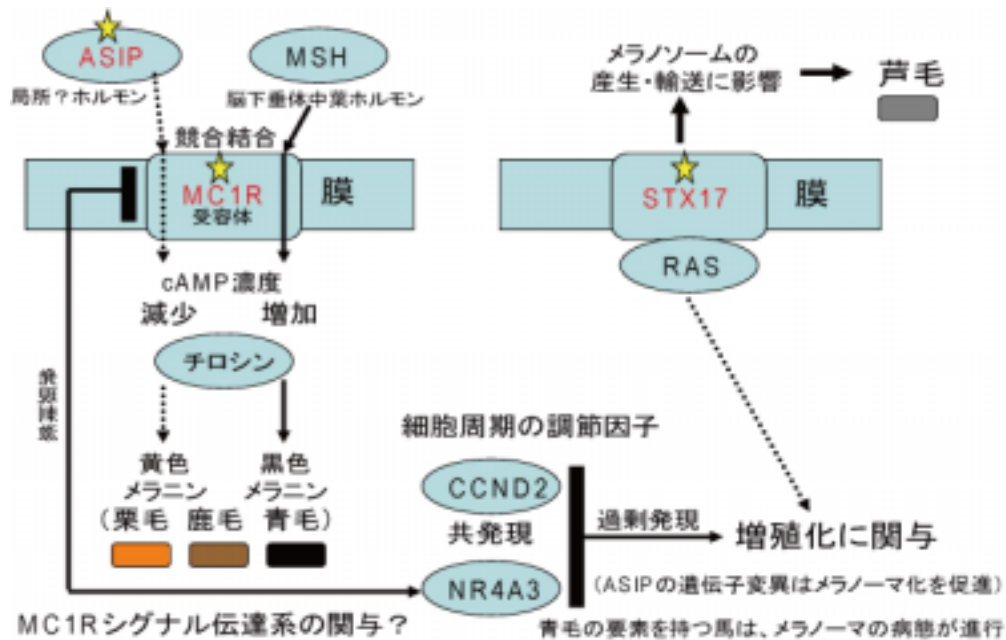 ASIP
MSH
局所?ホルモン
脳下垂体中葉ホルモン
競合結合
MC1R
受容体
膜
cAMP濃度
減少 増加
チロシン
黄色 黒色
メラニン メラニン
(栗毛 鹿毛 青毛)
MC1Rシグナル伝達系の関与?
メラノソームの
産生・輸送に影響
芦毛
STX17
膜
RAS
細胞周期の調節因子
CCND2
共発現
NR4A3
過剰発現
増殖化に関与
(ASIPの遺伝子変異はメラノーマ化を促進)
青毛の要素を持つ馬は、メラノーマの病態が進行